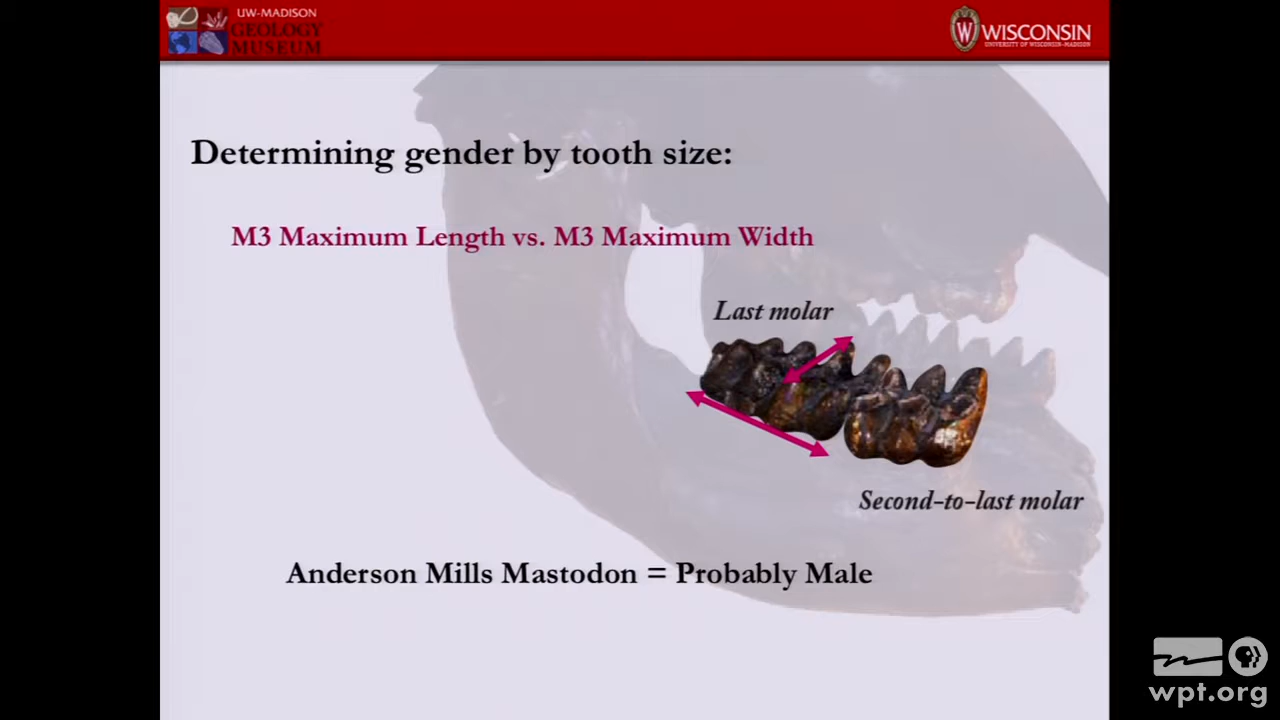 UW-MADISON
GEOLOGY
MUSEUM
WISCONSIN
UNIVERSITY OF WISCONSIN-MADISON
Determining gender by tooth size:
M3 Maximum Length vs. M3 Maximum Width
Last molar
Second-to-last molar
Anderson Mills Mastodon = Probably Male
PBS
wpt.org